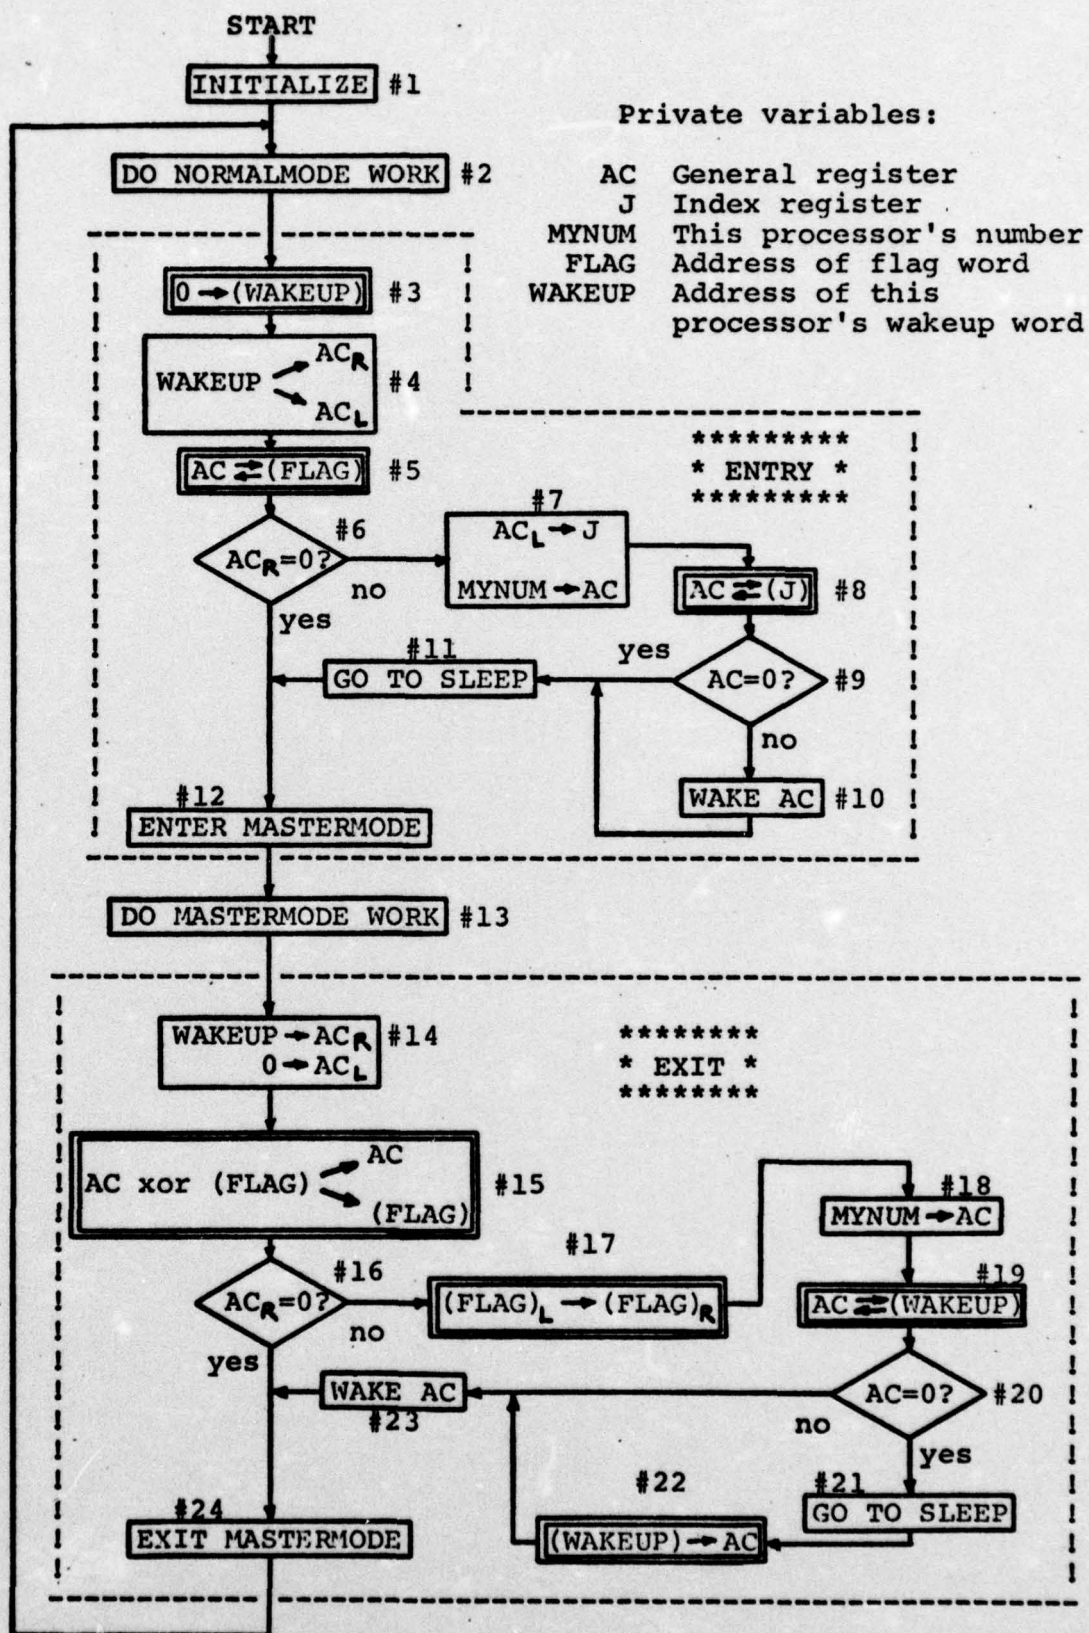 START
INITIALIZE #1
Private variables:
DO NORMALMODE WORK #2
AC General register
J Index register
MYNUM This processor's number
FLAG Address of flag word
WAKEUP Address of this
processor's wakeup word
0 → (WAKEUP) #3
WAKEUP AC_R #4
AC_L
AC ⇄ (FLAG) #5
*********
* ENTRY *
*********
#6
AC_R=0?
no
yes
#7
AC_L → J
MYNUM → AC
AC ⇄ (J) #8
AC=0? #9
yes
no
#11
GO TO SLEEP
WAKE AC #10
#12
ENTER MASTERMODE
DO MASTERMODE WORK #13
WAKEUP → AC_R #14
0 → AC_L
********
* EXIT *
********
AC xor (FLAG) AC #15
(FLAG)
#16
AC_R=0?
no
yes
#17
(FLAG)_L → (FLAG)_R
#18
MYNUM → AC
#19
AC ⇄ (WAKEUP)
AC=0? #20
no
yes
WAKE AC
#23
#21
GO TO SLEEP
#22
(WAKEUP) → AC
#24
EXIT MASTERMODE